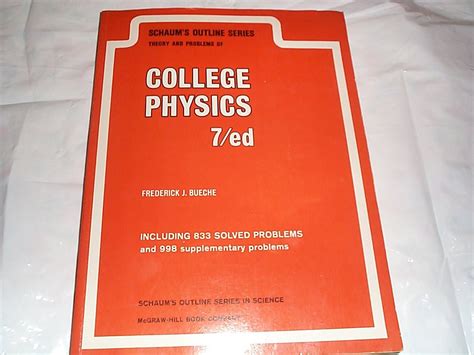 SCHAUM'S OUTLINE SERIES
THEORY AND PROBLEMS OF
COLLEGE
PHYSICS
7/ed
FREDERICK J. BUECHE
INCLUDING 833 SOLVED PROBLEMS
and 998 supplementary problems
SCHAUM'S OUTLINE SERIES IN SCIENCE
McGRAW-HILL BOOK COMPANY